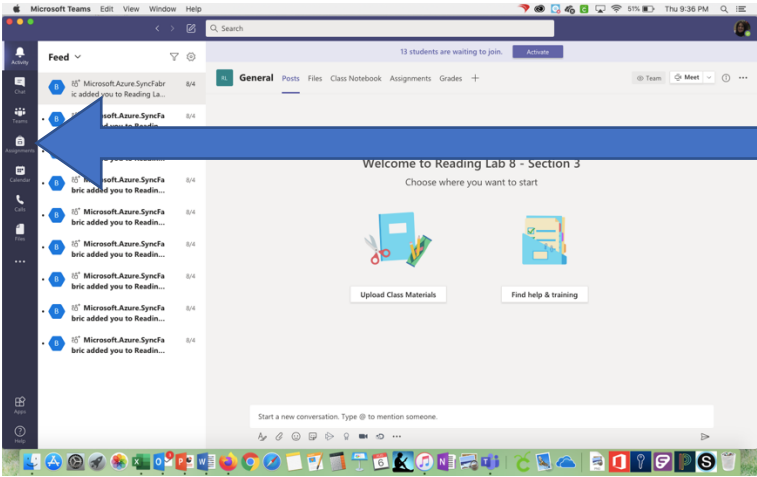 Microsoft Teams Edit View Window Help
51% Thu 9:36 PM
Search
Activity
Chat
Teams
Assignments
Calendar
Calls
Files
Apps
Help
Feed
Microsoft.Azure.SyncFabr 8/4
ic added you to Reading La...
soft.Azure.SyncFa 8/4
Microsoft.Azure.SyncFa 8/4
bric added you to Readin...
Microsoft.Azure.SyncFa 8/4
bric added you to Readin...
Microsoft.Azure.SyncFa 8/4
bric added you to Readin...
Microsoft.Azure.SyncFa 8/4
bric added you to Readin...
Microsoft.Azure.SyncFa 8/4
bric added you to Readin...
Microsoft.Azure.SyncFa 8/4
bric added you to Readin...
13 students are waiting to join. Activate
General Posts Files Class Notebook Assignments Grades + Team Meet
Welcome to Reading Lab 8 - Section 3
Choose where you want to start
Upload Class Materials Find help & training
Start a new conversation. Type @ to mention someone.